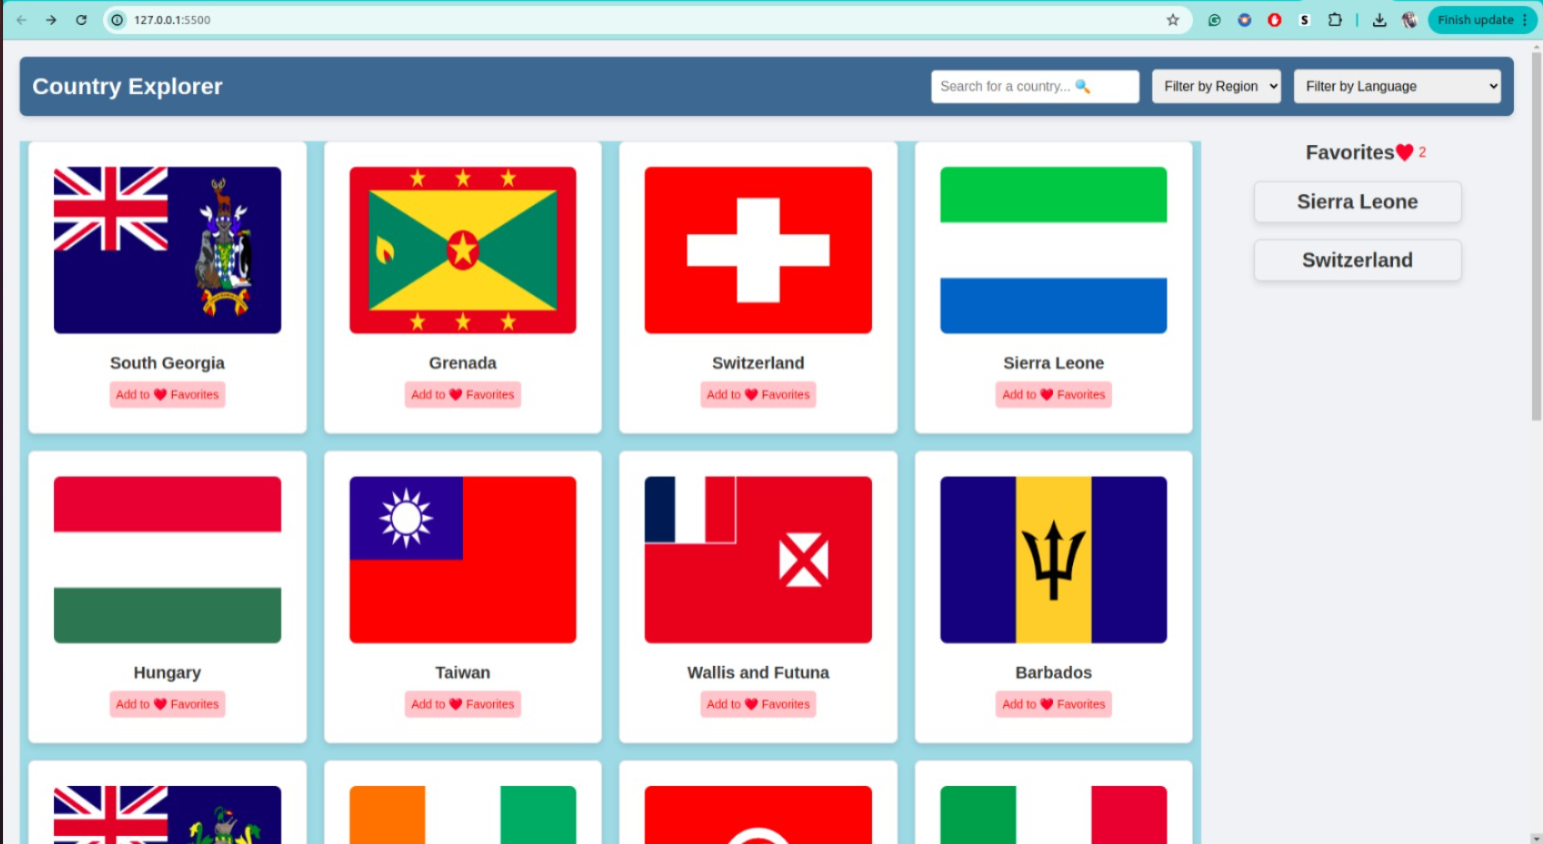 127.0.0.1:5500
S
Finish update
Country Explorer
Search for a country... 🔍
Filter by Region
Filter by Language
Favorites❤️ 2
Sierra Leone
Switzerland
South Georgia
Grenada
Switzerland
Sierra Leone
Add to ❤️ Favorites
Add to ❤️ Favorites
Add to ❤️ Favorites
Add to ❤️ Favorites
Hungary
Taiwan
Wallis and Futuna
Barbados
Add to ❤️ Favorites
Add to ❤️ Favorites
Add to ❤️ Favorites
Add to ❤️ Favorites